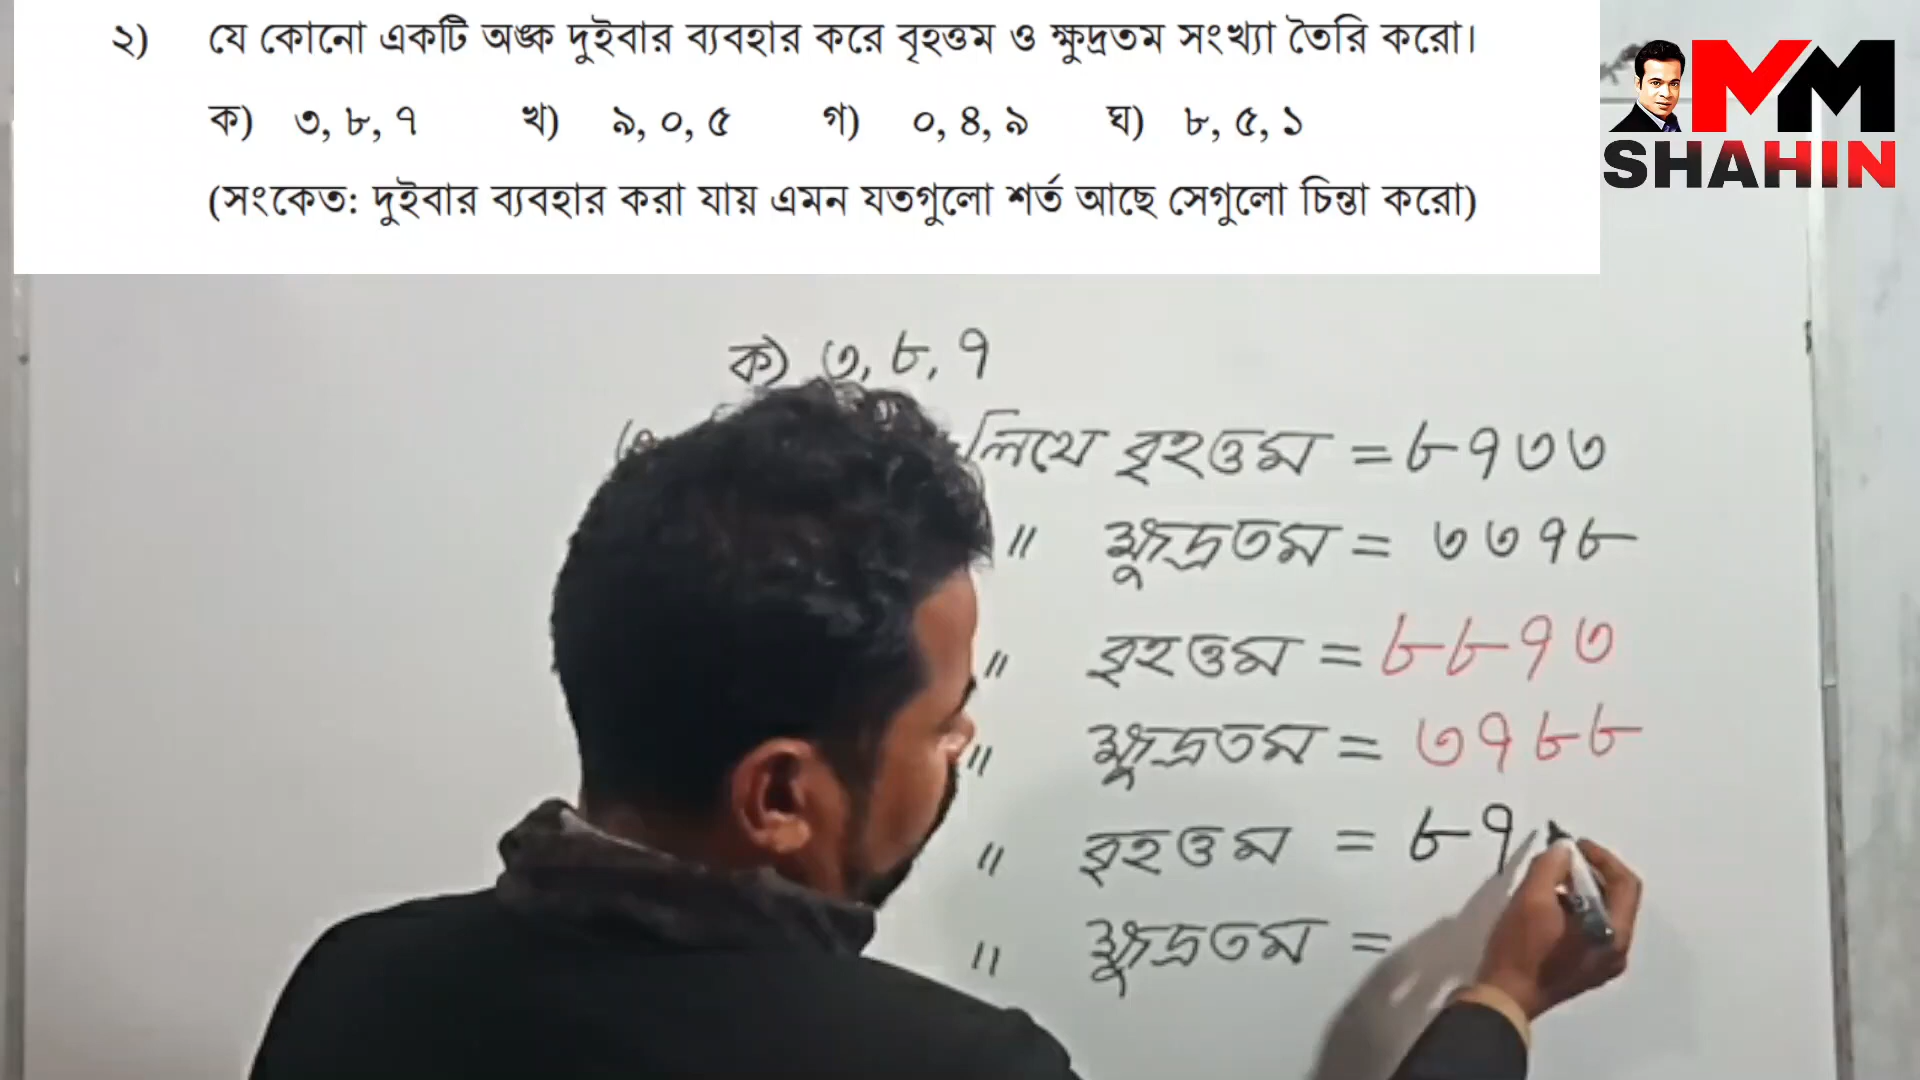 ২) যে কোনো একটি অঙ্ক দুইবার ব্যবহার করে বৃহত্তম ও ক্ষুদ্রতম সংখ্যা তৈরি করো।
ক) ৩, ৮, ৭ খ) ৯, ০, ৫ গ) ০, ৪, ৯ ঘ) ৮, ৫, ১
(সংকেত: দুইবার ব্যবহার করা যায় এমন যতগুলো শর্ত আছে সেগুলো চিন্তা করো)
MM
SHAHIN
ক) ৩, ৮, ৭
লিখে বৃহত্তম = ৮৭৩৩
" ক্ষুদ্রতম = ৩৩৭৮
" বৃহত্তম = ৮৮৭৩
" ক্ষুদ্রতম = ৩৭৮৮
" বৃহত্তম = ৮৭
" ক্ষুদ্রতম =